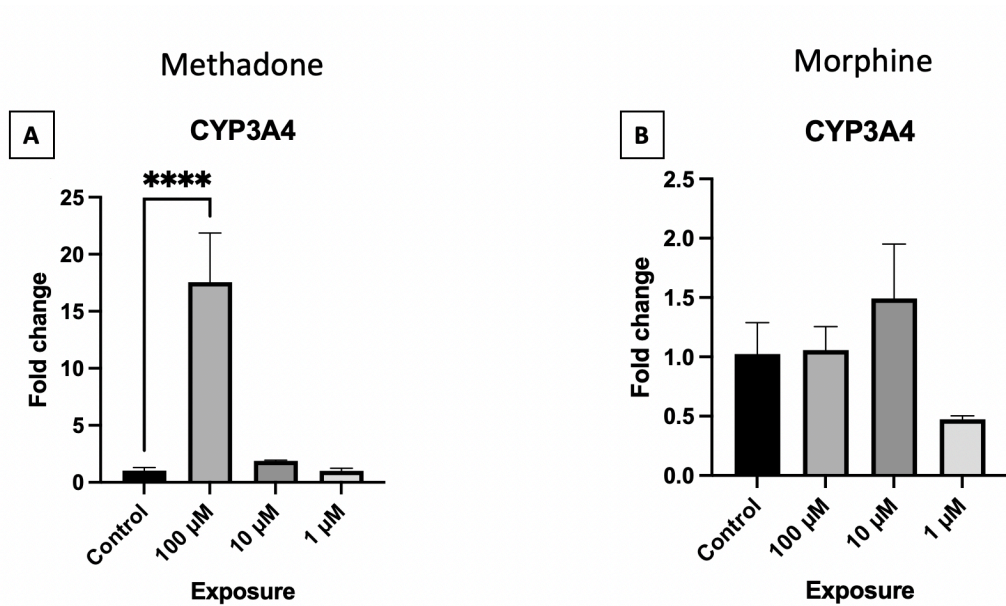 Methadone
A
CYP3A4
****
25
20
15
10
5
0
Fold change
Control
100 µM
10 µM
1 µM
Exposure
Morphine
B
CYP3A4
2.5
2.0
1.5
1.0
0.5
0.0
Fold change
Control
100 µM
10 µM
1 µM
Exposure